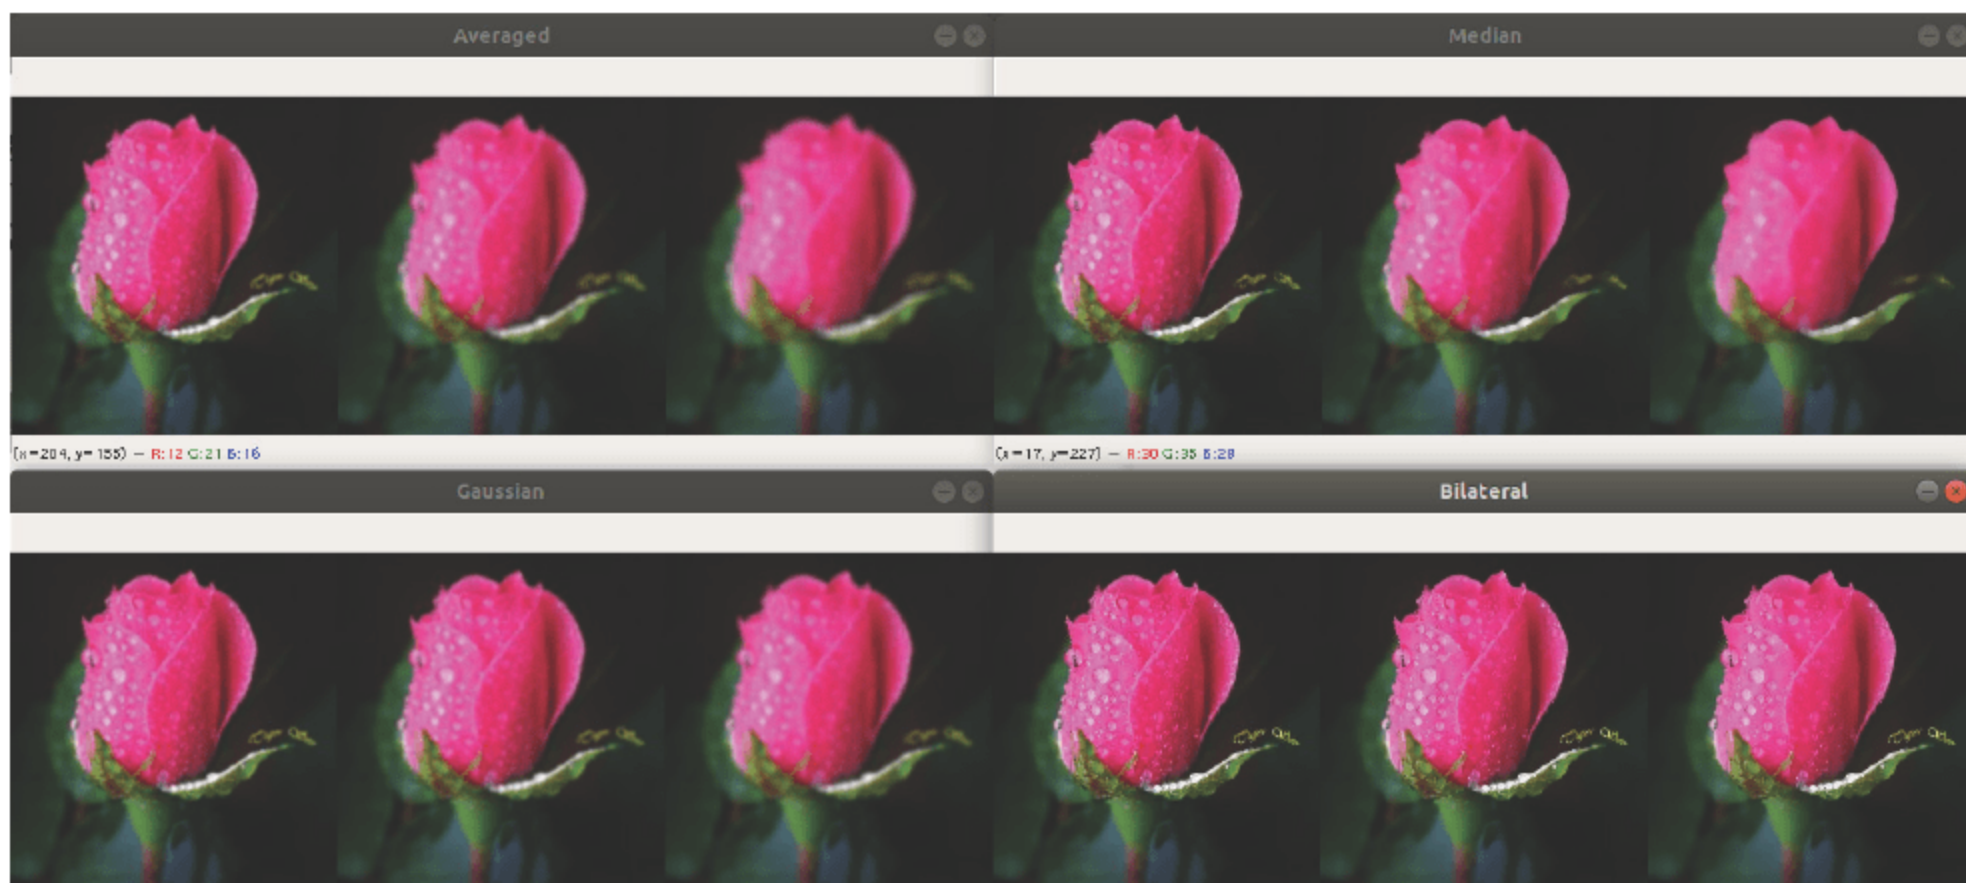 Averaged
Median
(x=204, y=155) — R:12 G:21 B:16
(x=17, y=227) — R:30 G:35 B:28
Gaussian
Bilateral